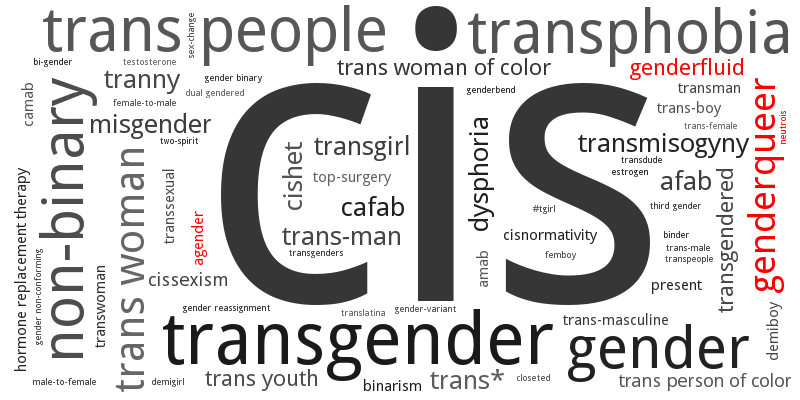 trans people
transphobia
sex-change
bi-gender
testosterone
trans woman of color
genderfluid
tranny
gender binary
genderbend
transman
dual gendered
female-to-male
trans-boy
camab
non-binary
misgender
cis
trans-female
neutrois
two-spirit
transgirl
dysphoria
transmisogyny
genderqueer
cishet
transdude
trans woman
transsexual
top-surgery
estrogen
afab
transgendered
hormone replacement therapy
agender
cafab
#tgirl
third gender
trans-man
cisnormativity
binder
gender non-conforming
transgenders
femboy
trans-male
transpeople
transwoman
cissexism
amab
present
gender reassignment
translatina
gender-variant
demiboy
transgender
trans-masculine
gender
male-to-female
demigirl
trans youth
binarism
trans*
closeted
trans person of color